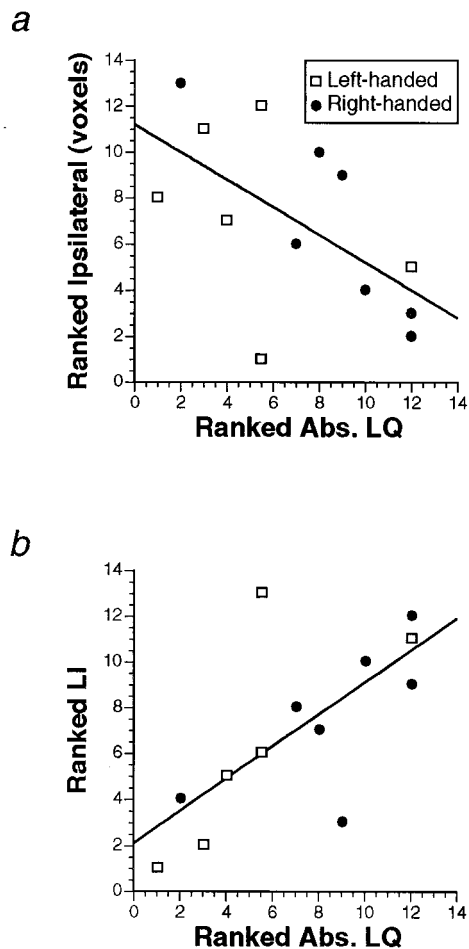 a
Ranked Ipsilateral (voxels)
14
12
10
8
6
4
2
0
Left-handed
Right-handed
0 2 4 6 8 10 12 14
Ranked Abs. LQ
b
Ranked LI
14
12
10
8
6
4
2
0
0 2 4 6 8 10 12 14
Ranked Abs. LQ